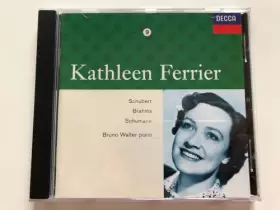 9
DECCA
Kathleen Ferrier
Schubert
Brahms
Schumann
Bruno Walter piano